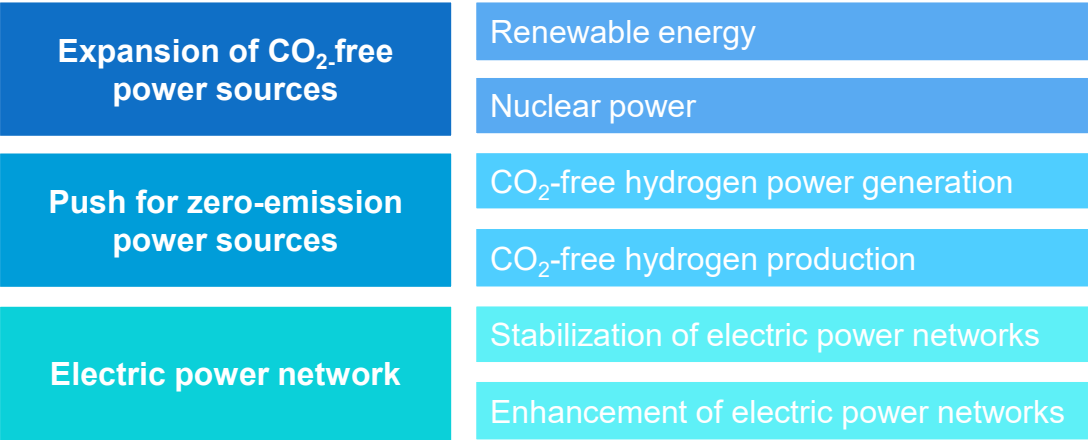 Expansion of CO₂-free
power sources
Renewable energy
Nuclear power
Push for zero-emission
power sources
CO₂-free hydrogen power generation
CO₂-free hydrogen production
Electric power network
Stabilization of electric power networks
Enhancement of electric power networks